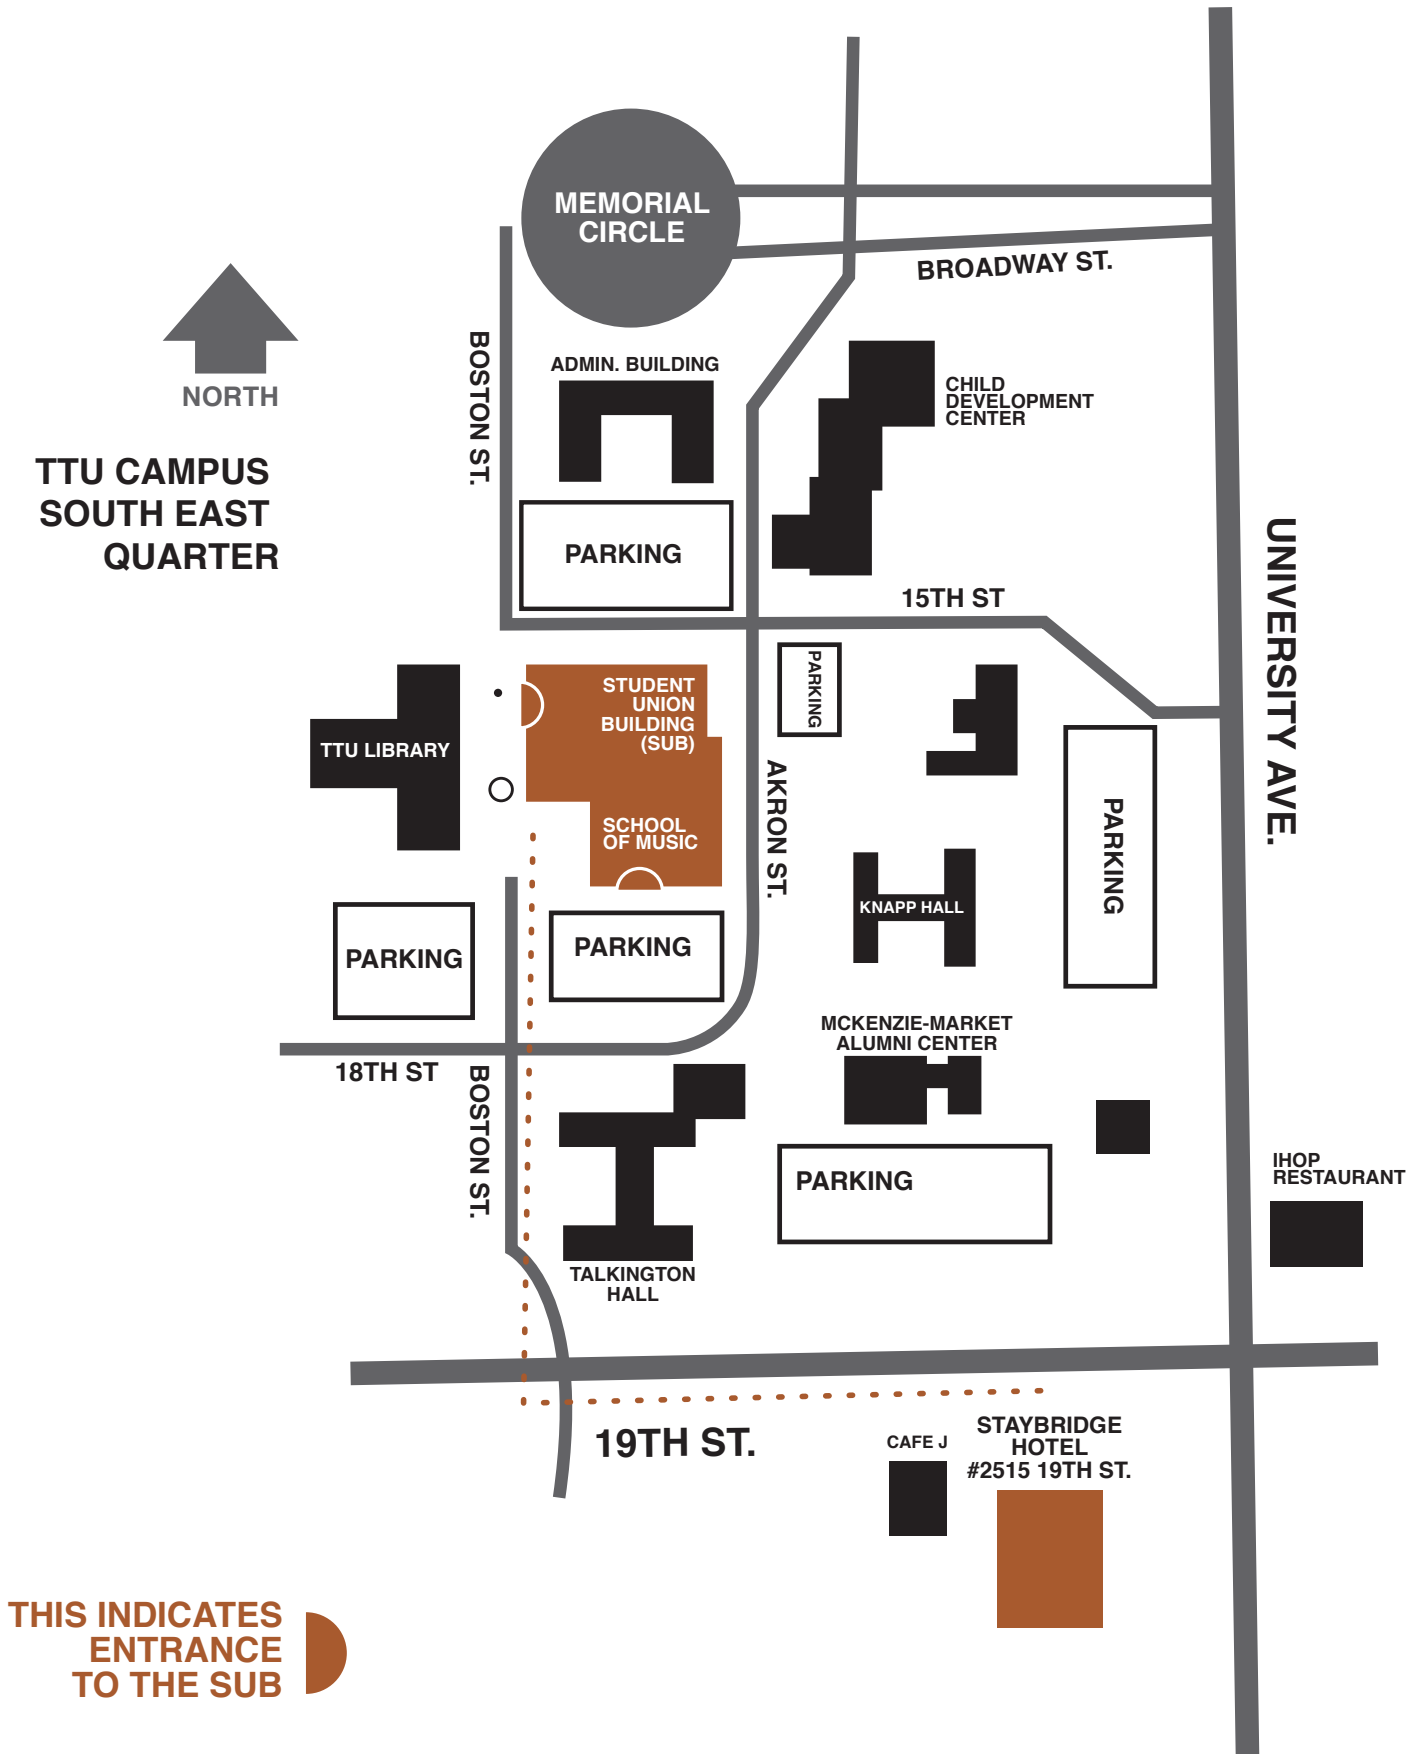 MEMORIAL
CIRCLE
BROADWAY ST.
NORTH
BOSTON ST.
ADMIN. BUILDING
CHILD
DEVELOPMENT
CENTER
TTU CAMPUS
SOUTH EAST
QUARTER
PARKING
15TH ST
UNIVERSITY AVE.
TTU LIBRARY
STUDENT
UNION
BUILDING
(SUB)
PARKING
AKRON ST.
SCHOOL
OF MUSIC
PARKING
KNAPP HALL
PARKING
PARKING
MCKENZIE-MARKET
ALUMNI CENTER
18TH ST
BOSTON ST.
PARKING
IHOP
RESTAURANT
TALKINGTON
HALL
19TH ST.
CAFE J
STAYBRIDGE
HOTEL
#2515 19TH ST.
THIS INDICATES
ENTRANCE
TO THE SUB